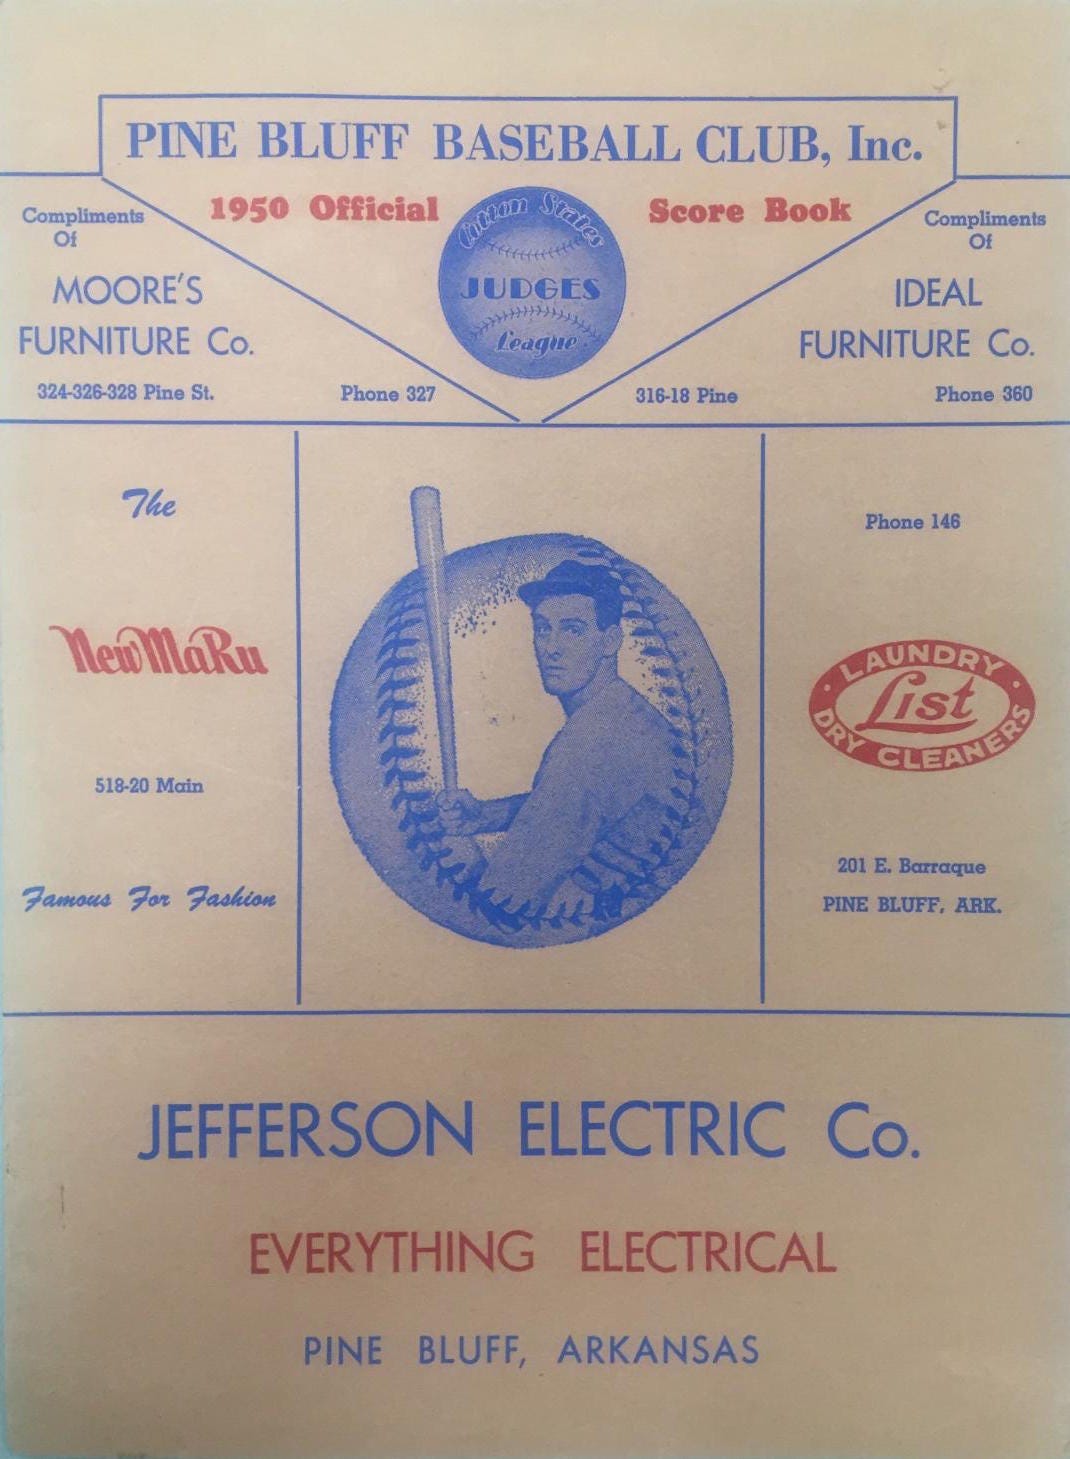 PINE BLUFF BASEBALL CLUB, Inc.
1950 Official Score Book
Cotton States
JUDGES
League
Compliments
Of
MOORE'S
FURNITURE Co.
324-326-328 Pine St. Phone 327
Compliments
Of
IDEAL
FURNITURE Co.
316-18 Pine Phone 360
The
NewMaRu
518-20 Main
Famous For Fashion
Phone 146
LAUNDRY
List
DRY CLEANERS
201 E. Barraque
PINE BLUFF, ARK.
JEFFERSON ELECTRIC Co.
EVERYTHING ELECTRICAL
PINE BLUFF, ARKANSAS